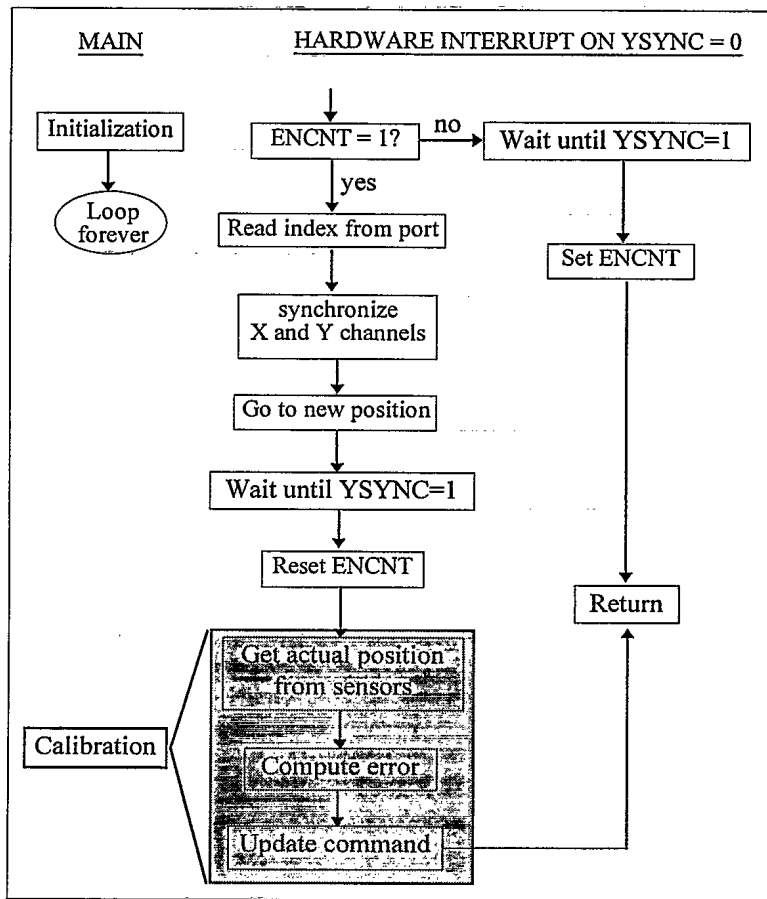 MAIN
HARDWARE INTERRUPT ON YSYNC = 0
Initialization
Loop
forever
ENCNT = 1?
no
Wait until YSYNC=1
yes
Read index from port
Set ENCNT
synchronize
X and Y channels
Go to new position
Wait until YSYNC=1
Reset ENCNT
Return
Get actual position
from sensors
Calibration
Compute error
Update command